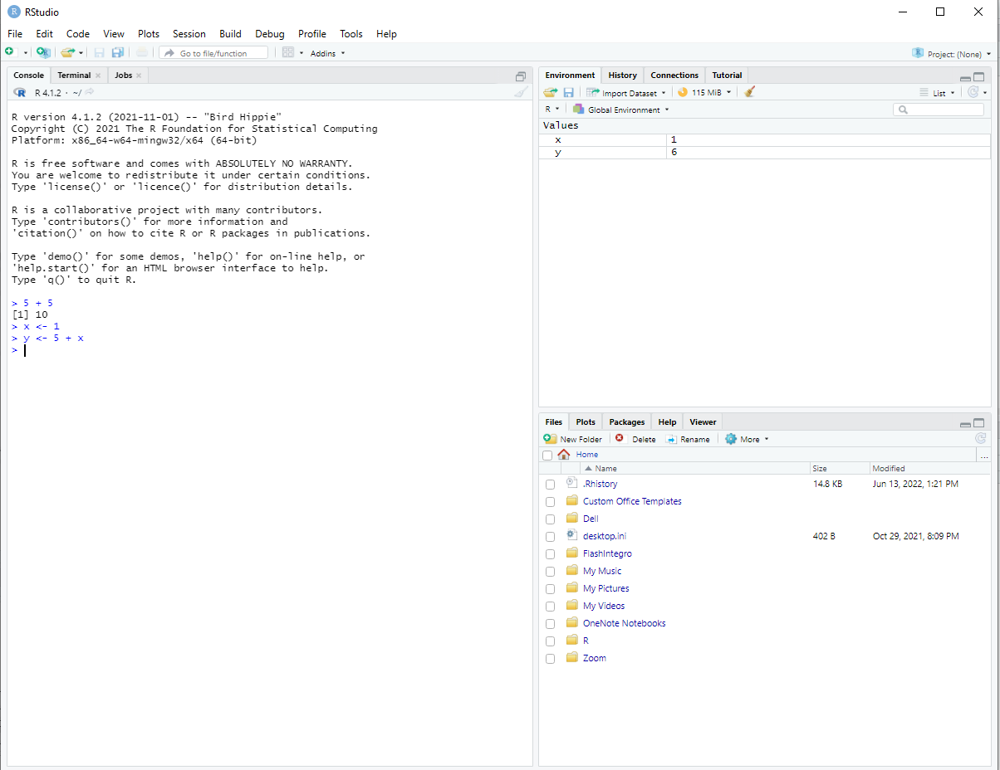 RStudio
File Edit Code View Plots Session Build Debug Profile Tools Help
Go to file/function Addins Project: (None)
Console Terminal Jobs
R 4.1.2 · ~/
R version 4.1.2 (2021-11-01) -- "Bird Hippie"
Copyright (C) 2021 The R Foundation for Statistical Computing
Platform: x86_64-w64-mingw32/x64 (64-bit)
R is free software and comes with ABSOLUTELY NO WARRANTY.
You are welcome to redistribute it under certain conditions.
Type 'license()' or 'licence()' for distribution details.
R is a collaborative project with many contributors.
Type 'contributors()' for more information and
'citation()' on how to cite R or R packages in publications.
Type 'demo()' for some demos, 'help()' for on-line help, or
'help.start()' for an HTML browser interface to help.
Type 'q()' to quit R.
> 5 + 5
[1] 10
> x <- 1
> y <- 5 + x
>
Environment History Connections Tutorial
Import Dataset 115 MiB List
R Global Environment
Values
x 1
y 6
Files Plots Packages Help Viewer
New Folder Delete Rename More
Home ...
Name Size Modified
.Rhistory 14.8 KB Jun 13, 2022, 1:21 PM
Custom Office Templates
Dell
desktop.ini 402 B Oct 29, 2021, 8:09 PM
FlashIntegro
My Music
My Pictures
My Videos
OneNote Notebooks
R
Zoom